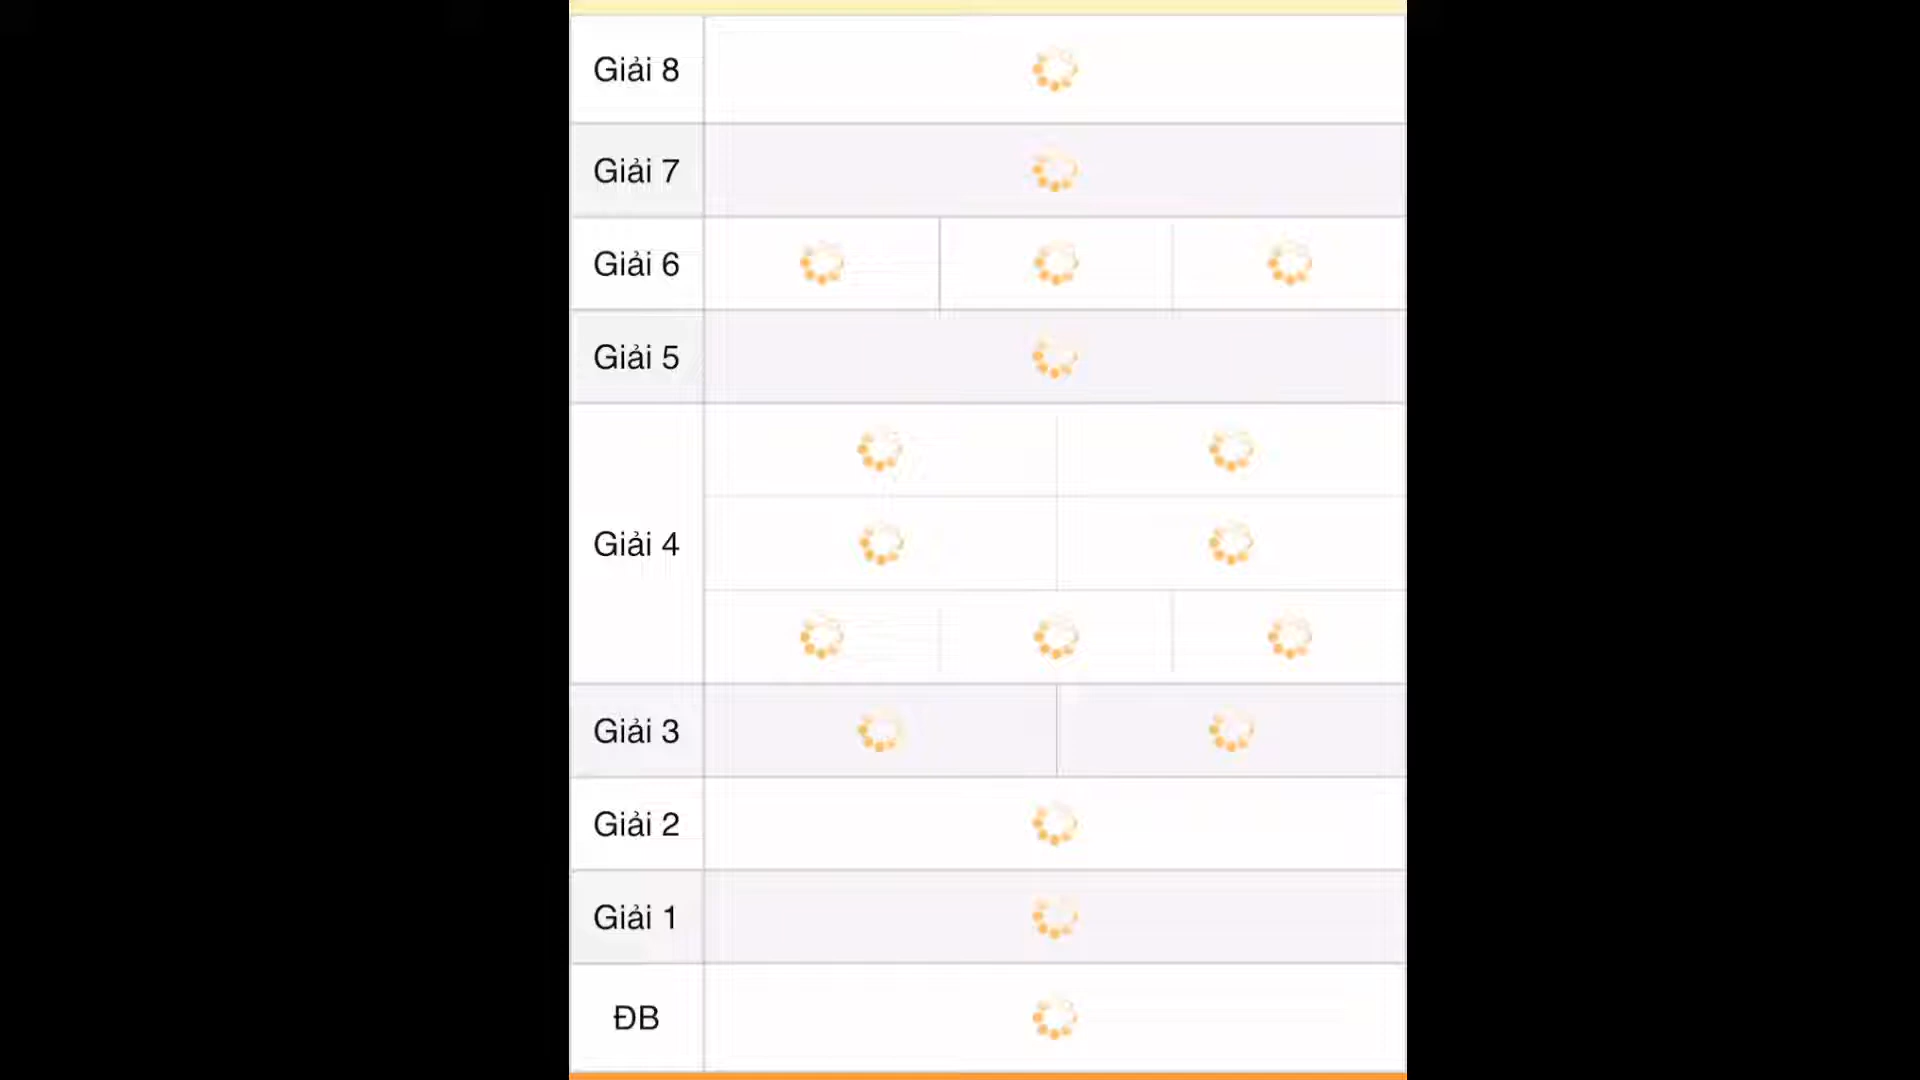 Giải 8
Giải 7
Giải 6
Giải 5
Giải 4
Giải 3
Giải 2
Giải 1
ĐB